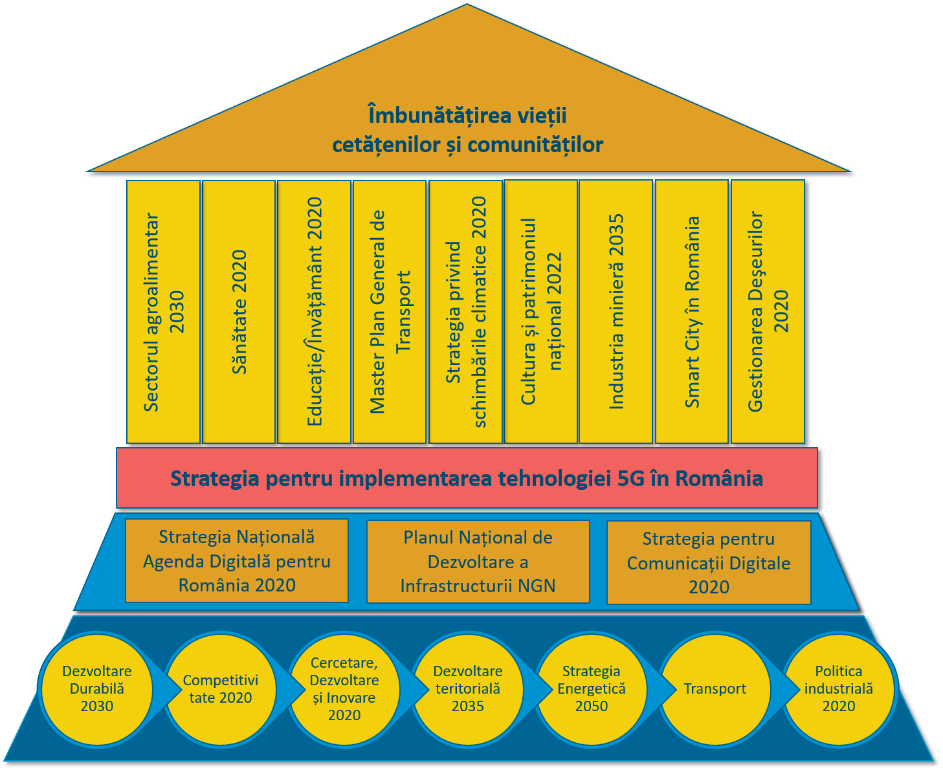 Îmbunătățirea vieții
cetățenilor și comunităților
Sectorul agroalimentar
2030
Sănătate 2020
Educație/Învățământ 2020
Master Plan General de
Transport
Strategia privind
schimbările climatice 2020
Cultura și patrimoniul
național 2022
Industria minieră 2035
Smart City în România
Gestionarea Deşeurilor
2020
Strategia pentru implementarea tehnologiei 5G în România
Strategia Națională
Agenda Digitală pentru
România 2020
Planul Național de
Dezvoltare a
Infrastructurii NGN
Strategia pentru
Comunicații Digitale
2020
Dezvoltare
Durabilă
2030
Competitivi
tate 2020
Cercetare,
Dezvoltare
și Inovare
2020
Dezvoltare
teritorială
2035
Strategia
Energetică
2050
Transport
Politica
industrială
2020